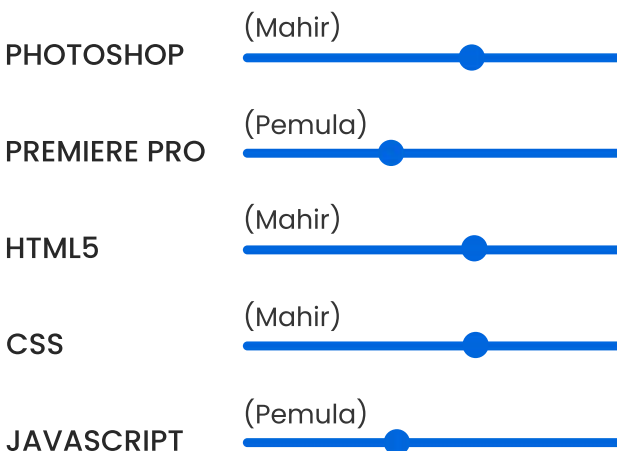 (Mahir)
PHOTOSHOP
(Pemula)
PREMIERE PRO
(Mahir)
HTML5
(Mahir)
CSS
(Pemula)
JAVASCRIPT